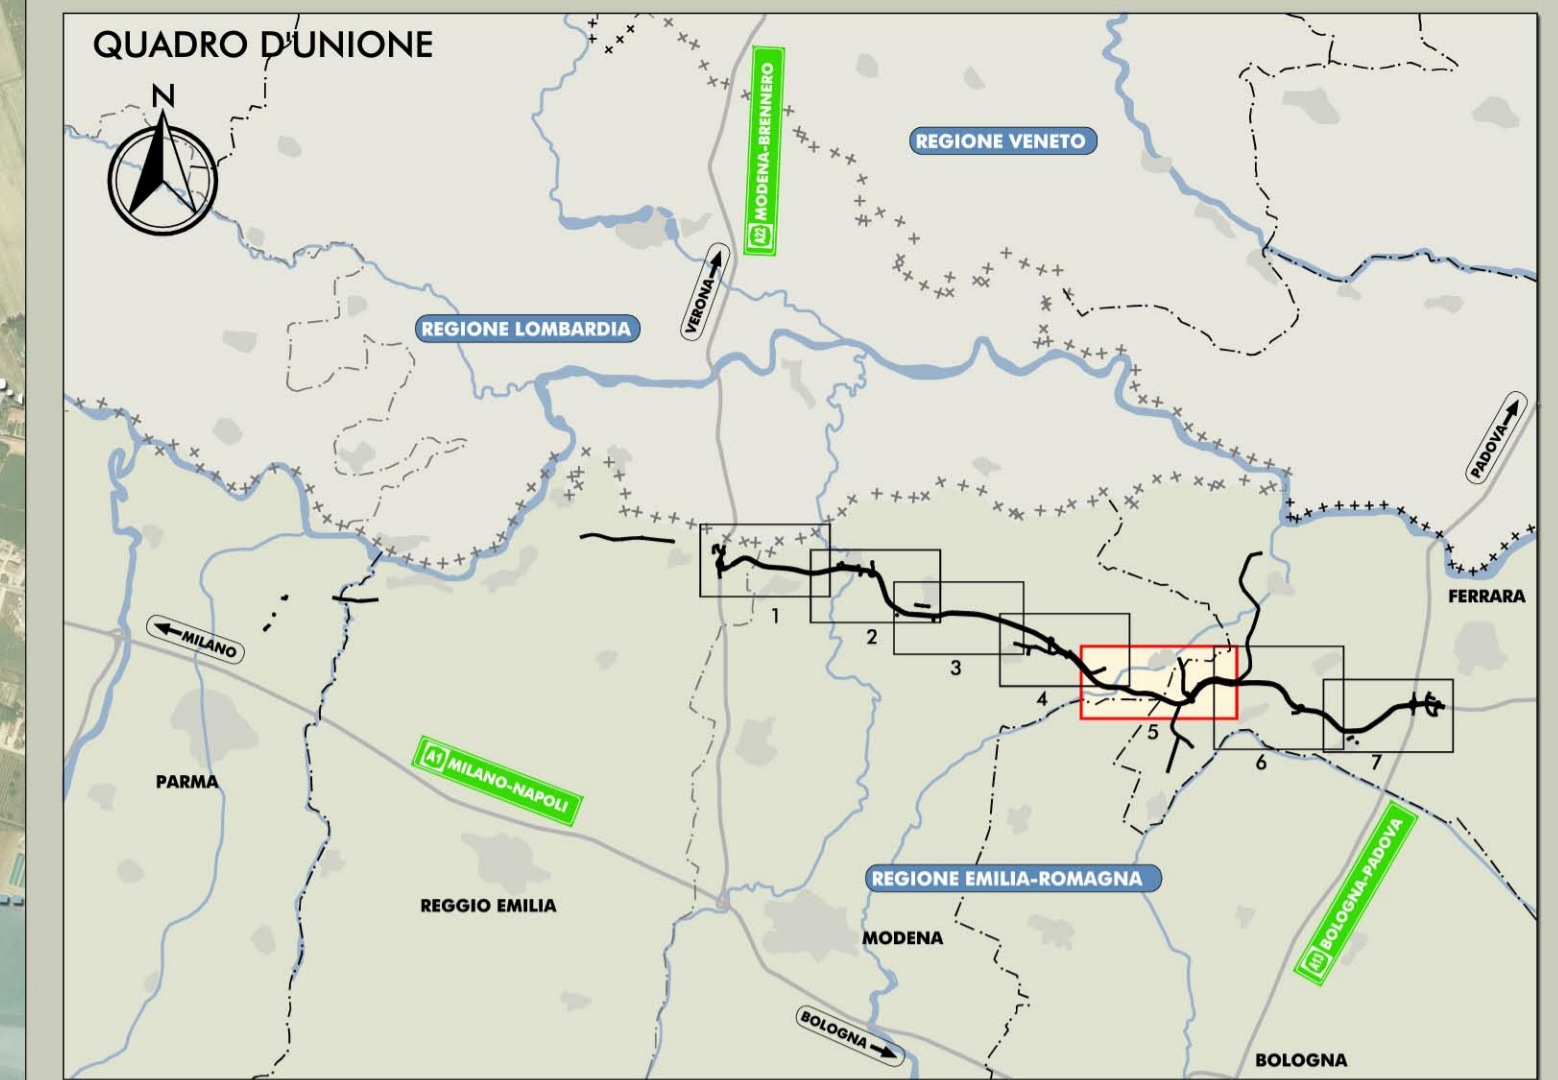 QUADRO D'UNIONE
N
A22 MODENA-BRENNERO
REGIONE VENETO
VERONA
REGIONE LOMBARDIA
PADOVA
MILANO
FERRARA
1
2
3
4
5
6
7
PARMA
A1 MILANO-NAPOLI
REGIONE EMILIA-ROMAGNA
A13 BOLOGNA-PADOVA
REGGIO EMILIA
MODENA
BOLOGNA
BOLOGNA